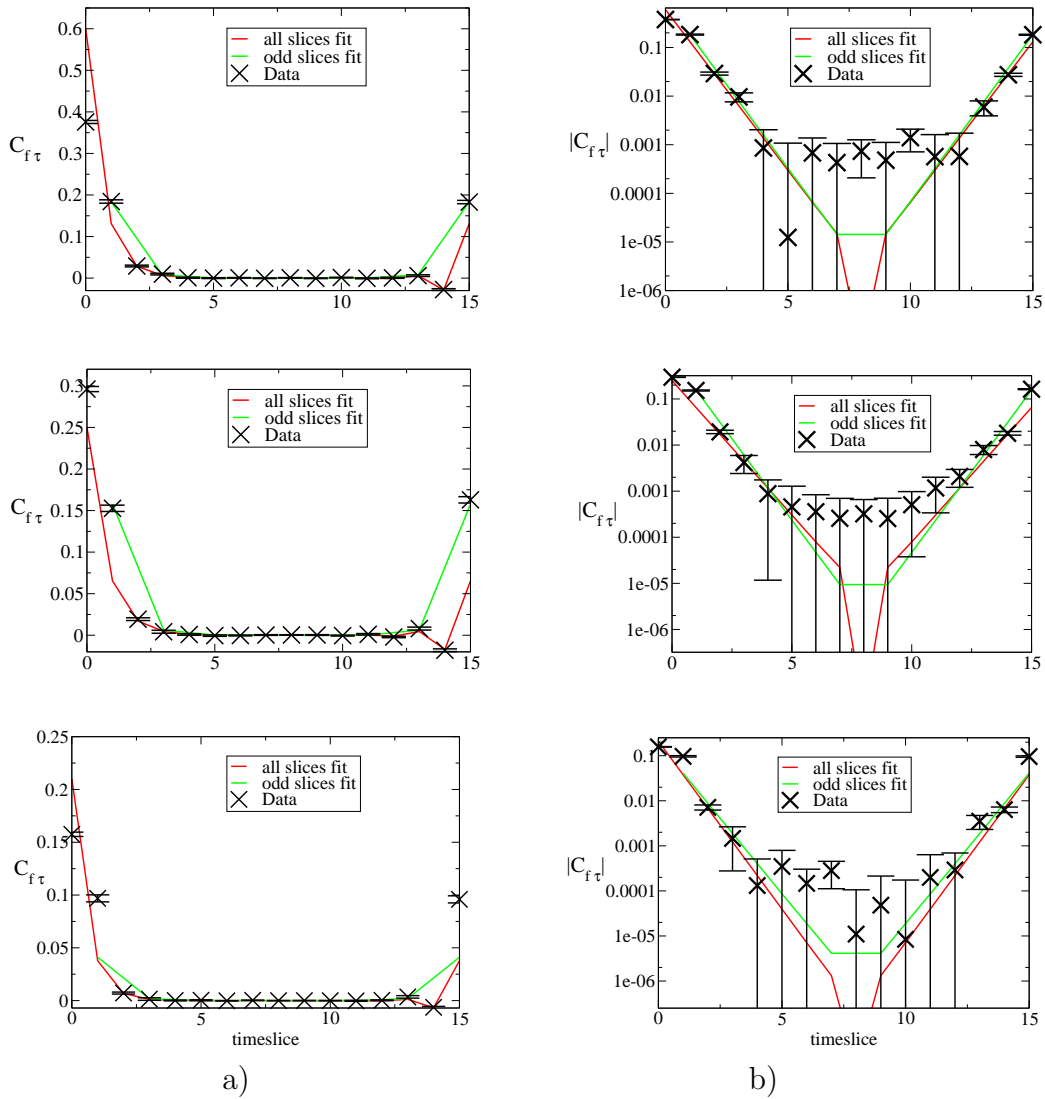 0.6
0.5
0.4
0.3
0.2
0.1
0
C_{f τ}
all slices fit
odd slices fit
Data
0 5 10 15
0.1
0.01
0.001
0.0001
1e-05
1e-06
|C_{f τ}|
all slices fit
odd slices fit
Data
0 5 10 15
0.3
0.25
0.2
0.15
0.1
0.05
0
C_{f τ}
all slices fit
odd slices fit
Data
0 5 10 15
0.1
0.01
0.001
0.0001
1e-05
1e-06
|C_{f τ}|
all slices fit
odd slices fit
Data
0 5 10 15
0.25
0.2
0.15
0.1
0.05
0
C_{f τ}
all slices fit
odd slices fit
Data
0 5 10 15
timeslice
0.1
0.01
0.001
0.0001
1e-05
1e-06
|C_{f τ}|
all slices fit
odd slices fit
Data
0 5 10 15
timeslice
a)
b)